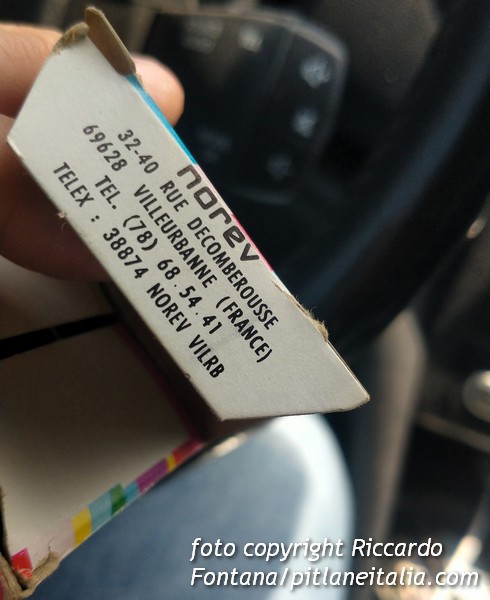 norev
32-40 RUE DECOMBEROUSSE
69628 VILLEURBANNE (FRANCE)
TEL. (78) 68.54.41
TELEX : 38874 NOREV VILRB
foto copyright Riccardo
Fontana/pitlaneitalia.com